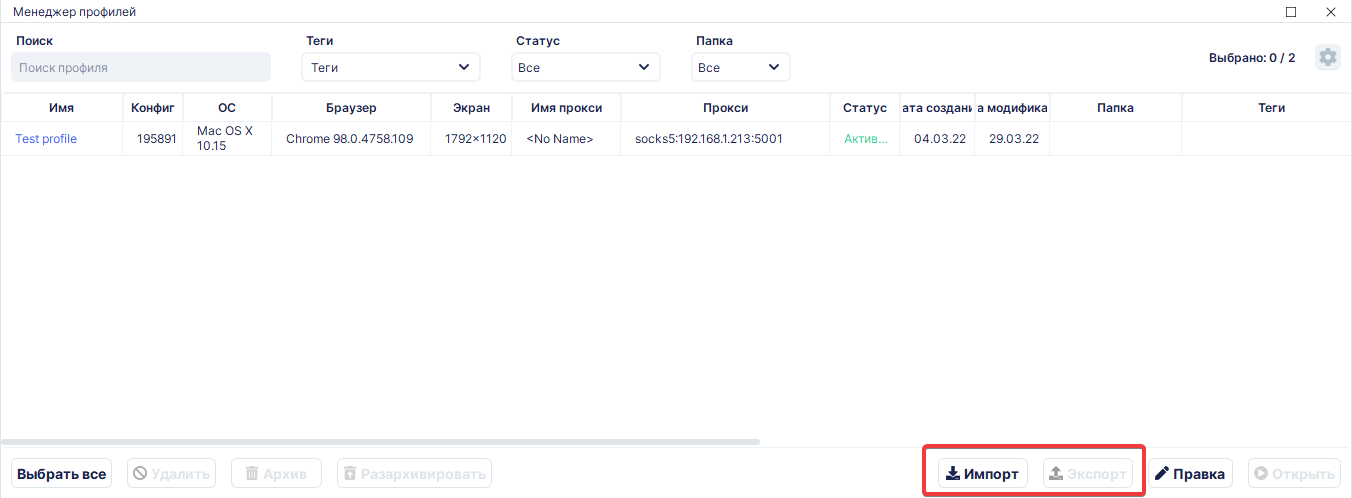 Менеджер профилей
Поиск Теги Статус Папка
Поиск профиля Теги Все Все Выбрано: 0 / 2
Имя Конфиг ОС Браузер Экран Имя прокси Прокси Статус ата создани а модифика Папка Теги
Test profile 195891 Mac OS X 10.15 Chrome 98.0.4758.109 1792×1120 <No Name> socks5:192.168.1.213:5001 Актив... 04.03.22 29.03.22
Выбрать все Удалить Архив Разархивировать Импорт Экспорт Правка Открыть